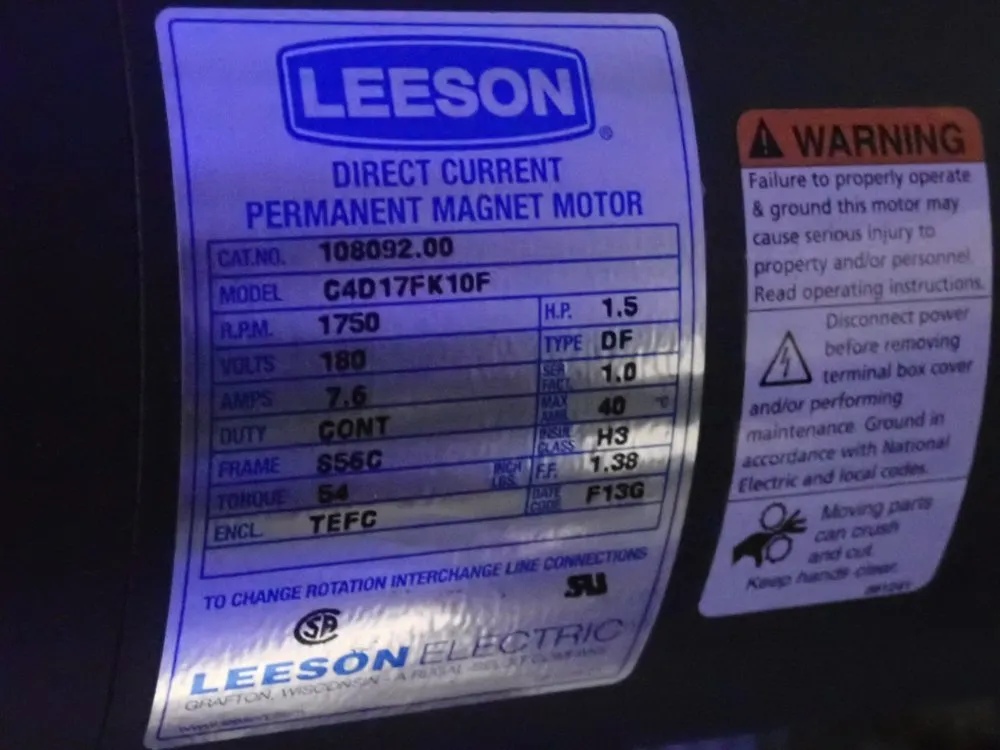 LEESON
®
DIRECT CURRENT
PERMANENT MAGNET MOTOR
CAT.NO. 108092.00
MODEL C4D17FK10F
R.P.M. 1750 H.P. 1.5
VOLTS 180 TYPE DF
AMPS 7.6 SER FACT. 1.0
DUTY CONT MAX AMB. 40 °C
FRAME S56C INSUL CLASS H3
TORQUE 54 INCH LBS. F.F. 1.38
ENCL. TEFC DATE CODE F13G
TO CHANGE ROTATION INTERCHANGE LINE CONNECTIONS
LEESON ELECTRIC
GRAFTON, WISCONSIN - A REGAL-BELOIT COMPANY
WARNING
Failure to properly operate
& ground this motor may
cause serious injury to
property and/or personnel.
Read operating instructions.
Disconnect power
before removing
terminal box cover
and/or performing
maintenance. Ground in
accordance with National
Electric and local codes.
Moving parts
can crush
and cut.
Keep hands clear.